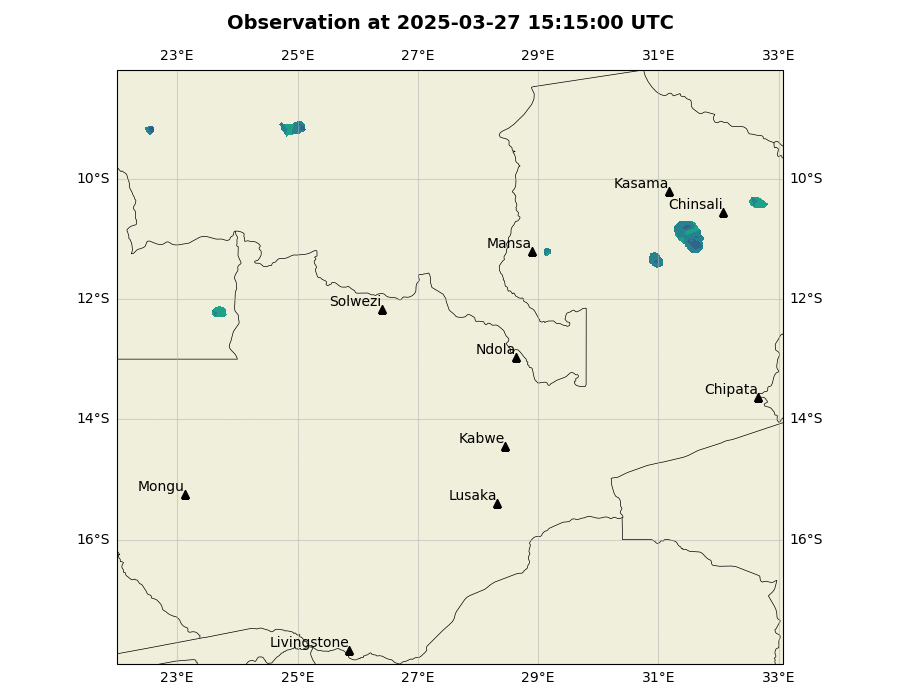 Observation at 2025-03-27 15:15:00 UTC
23°E 25°E 27°E 29°E 31°E 33°E
10°S 10°S
Kasama
Chinsali
Mansa
12°S 12°S
Solwezi
Ndola
Chipata
14°S 14°S
Kabwe
Mongu
Lusaka
16°S 16°S
Livingstone
23°E 25°E 27°E 29°E 31°E 33°E